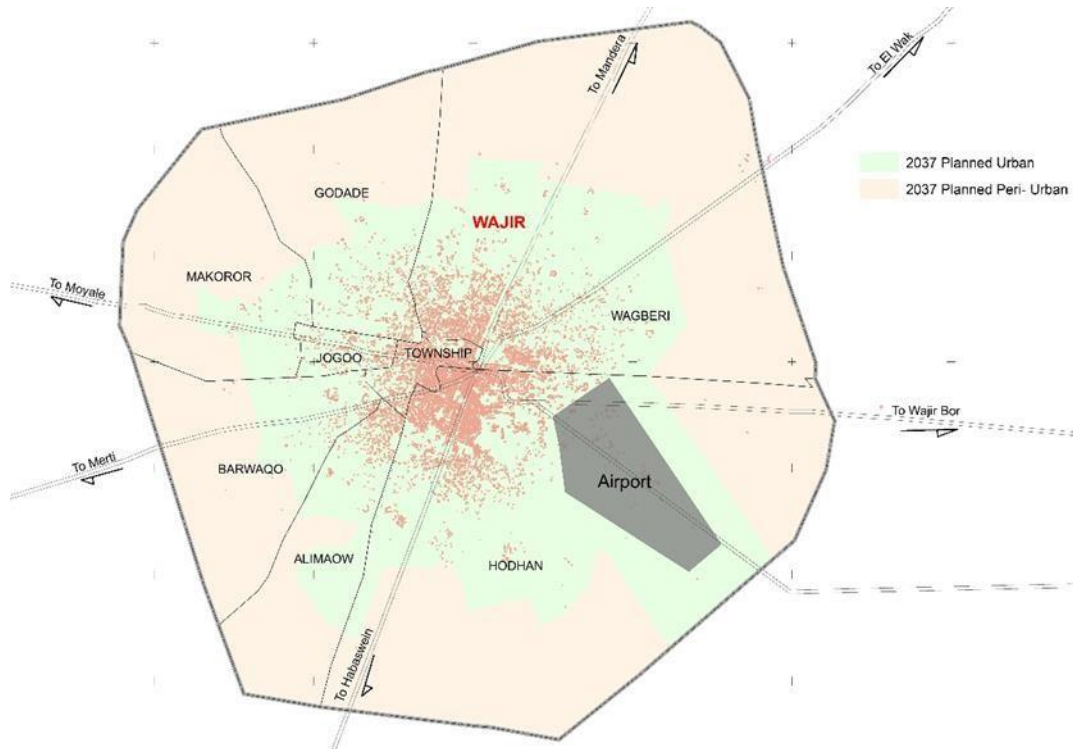 To Mandera
To El Wak
2037 Planned Urban
2037 Planned Peri- Urban
GODADE
WAJIR
MAKOROR
To Moyale
WAGBERI
JOGOO
TOWNSHIP
To Wajir Bor
To Merti
BARWAQO
Airport
ALIMAOW
HODHAN
To Habaswein